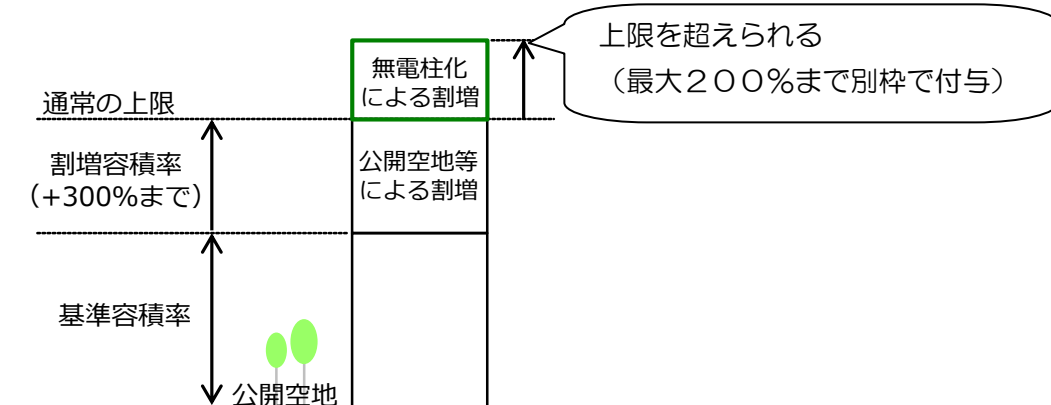 上限を超えられる
（最大２００％まで別枠で付与）
無電柱化
による割増
通常の上限
割増容積率
（+300%まで）
公開空地等
による割増
基準容積率
公開空地